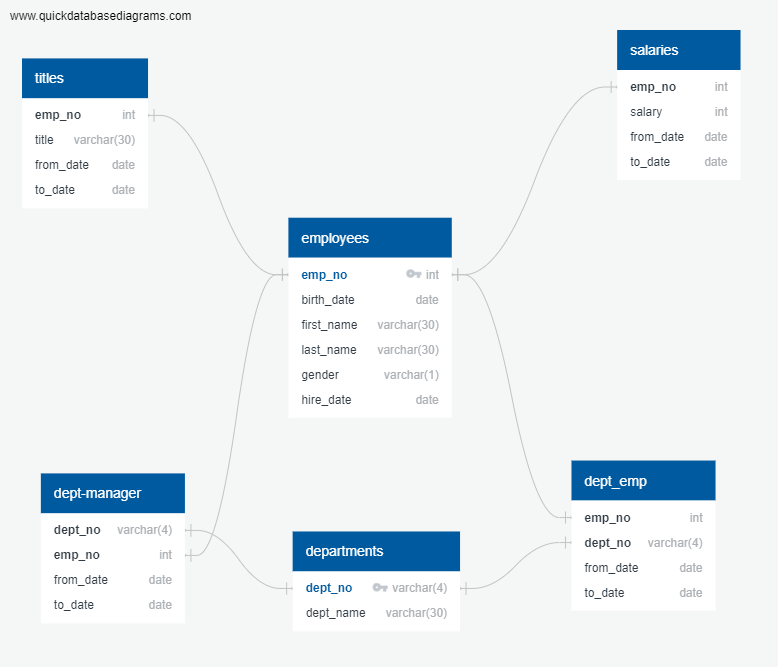 www.quickdatabasediagrams.com
titles
emp_no int
title varchar(30)
from_date date
to_date date
salaries
emp_no int
salary int
from_date date
to_date date
employees
emp_no int
birth_date date
first_name varchar(30)
last_name varchar(30)
gender varchar(1)
hire_date date
dept-manager
dept_no varchar(4)
emp_no int
from_date date
to_date date
departments
dept_no varchar(4)
dept_name varchar(30)
dept_emp
emp_no int
dept_no varchar(4)
from_date date
to_date date